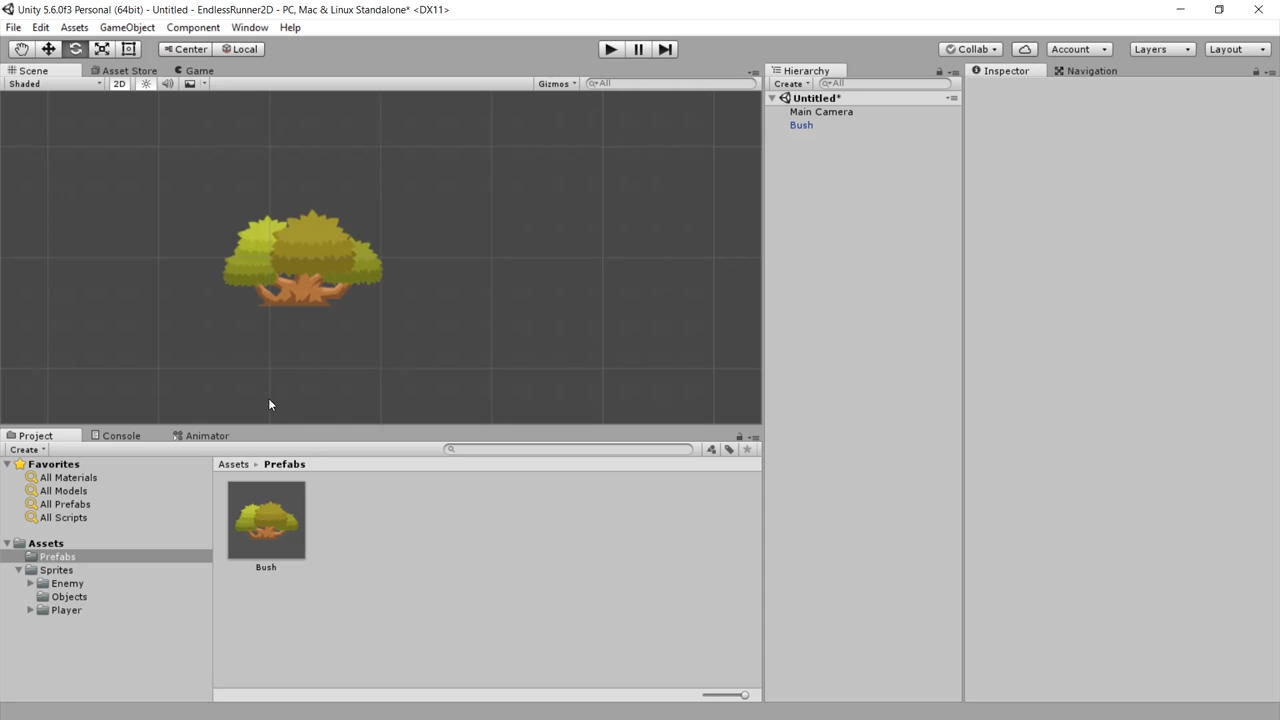 Unity 5.6.0f3 Personal (64bit) - Untitled - EndlessRunner2D - PC, Mac & Linux Standalone* <DX11>
File Edit Assets GameObject Component Window Help
Center Local Collab Account Layers Layout
Scene Asset Store Game Hierarchy Inspector Navigation
Shaded 2D Gizmos All Create All
Untitled*
Main Camera
Bush
Project Console Animator
Create
Favorites
All Materials
All Models
All Prefabs
All Scripts
Assets
Prefabs
Sprites
Enemy
Objects
Player
Assets Prefabs
Bush